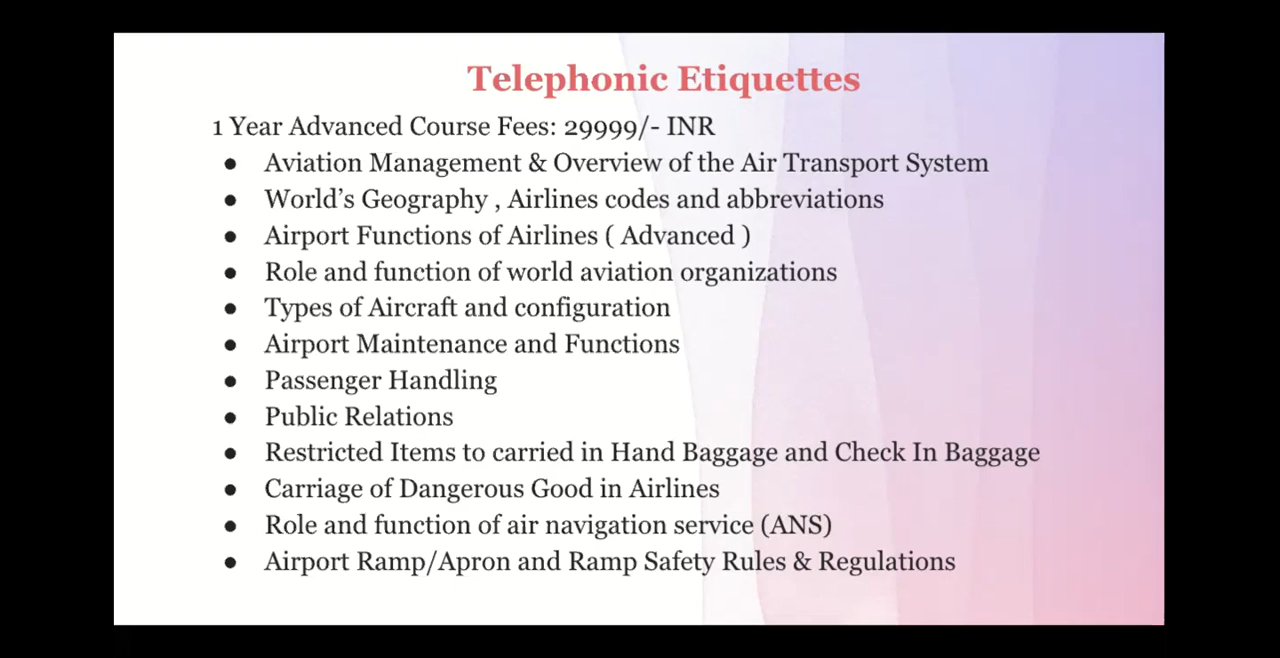 Telephonic Etiquettes
1 Year Advanced Course Fees: 29999/- INR
● Aviation Management & Overview of the Air Transport System
● World's Geography , Airlines codes and abbreviations
● Airport Functions of Airlines ( Advanced )
● Role and function of world aviation organizations
● Types of Aircraft and configuration
● Airport Maintenance and Functions
● Passenger Handling
● Public Relations
● Restricted Items to carried in Hand Baggage and Check In Baggage
● Carriage of Dangerous Good in Airlines
● Role and function of air navigation service (ANS)
● Airport Ramp/Apron and Ramp Safety Rules & Regulations